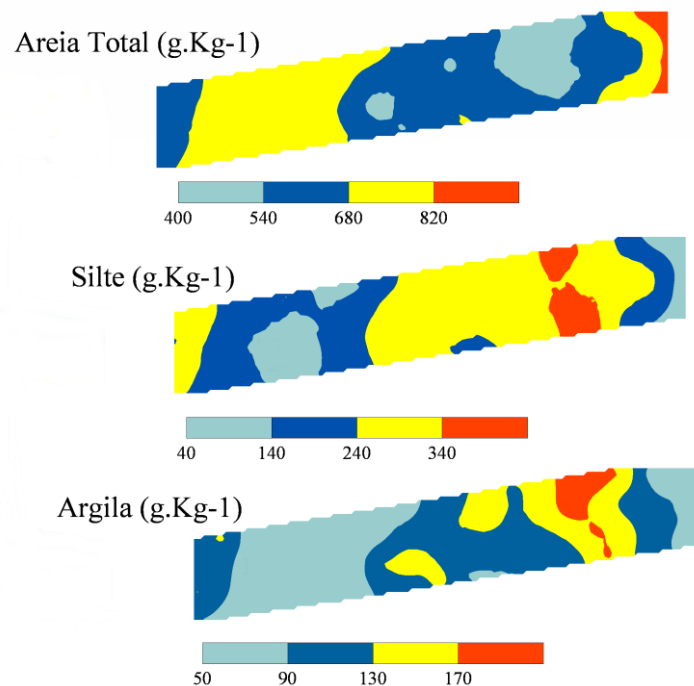 Areia Total (g.Kg-1)
400 540 680 820
Silte (g.Kg-1)
40 140 240 340
Argila (g.Kg-1)
50 90 130 170